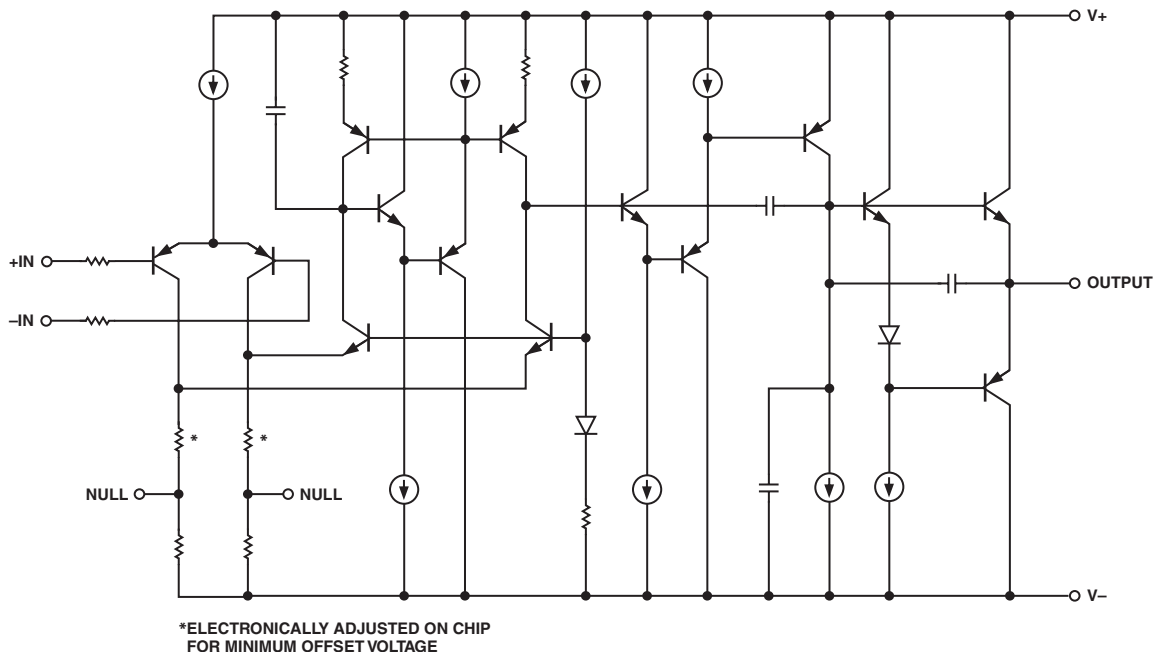 V+
+IN
–IN
OUTPUT
*
*
NULL
NULL
V–
*ELECTRONICALLY ADJUSTED ON CHIP
FOR MINIMUM OFFSET VOLTAGE